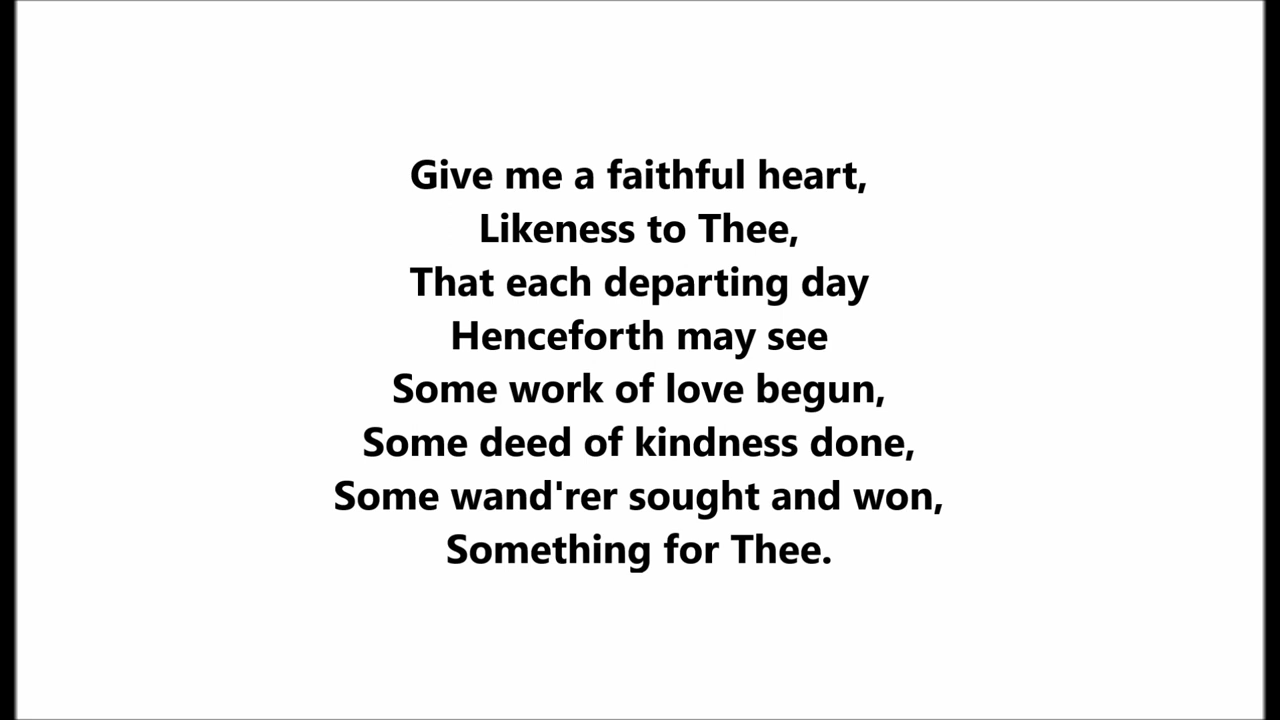 Give me a faithful heart,
Likeness to Thee,
That each departing day
Henceforth may see
Some work of love begun,
Some deed of kindness done,
Some wand'rer sought and won,
Something for Thee.